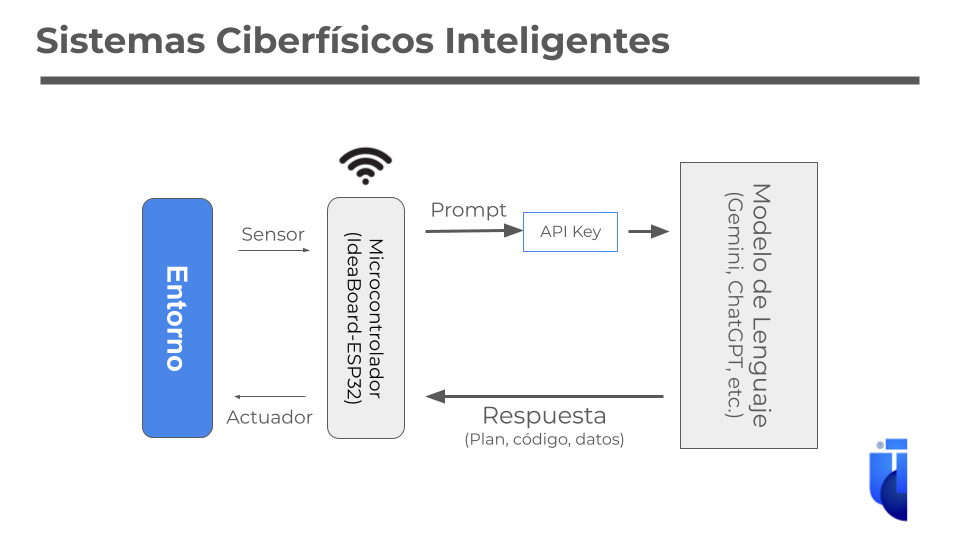 Sistemas Ciberfísicos Inteligentes
Entorno
Sensor
Actuador
Microcontrolador
(IdeaBoard-ESP32)
Prompt
API Key
Respuesta
(Plan, código, datos)
Modelo de Lenguaje
(Gemini, ChatGPT, etc.)